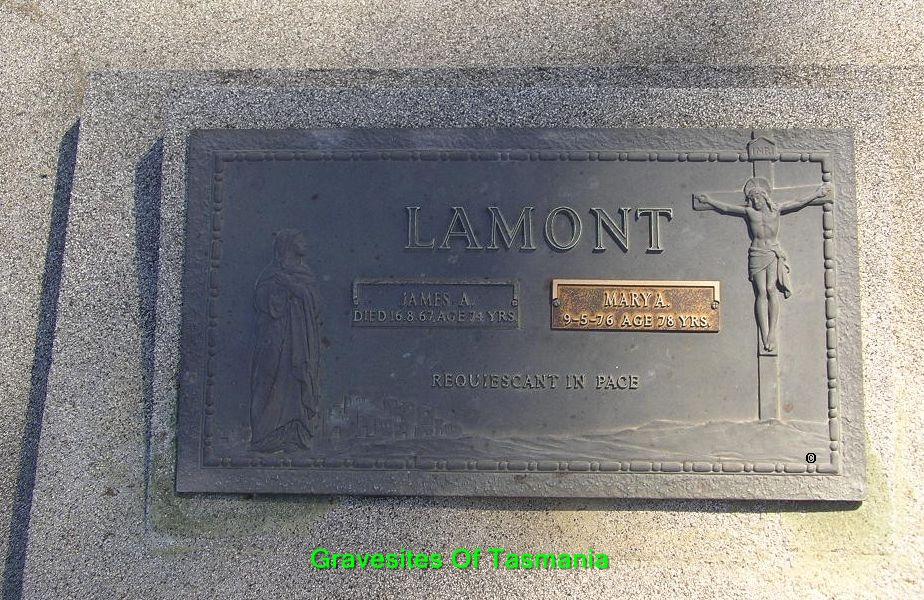 INRI
LAMONT
JAMES A.
DIED 16.8.67. AGE 74 YRS.
MARY A.
9-5-76 AGE 78 YRS.
REQUIESCANT IN PACE
©
Gravesites Of Tasmania